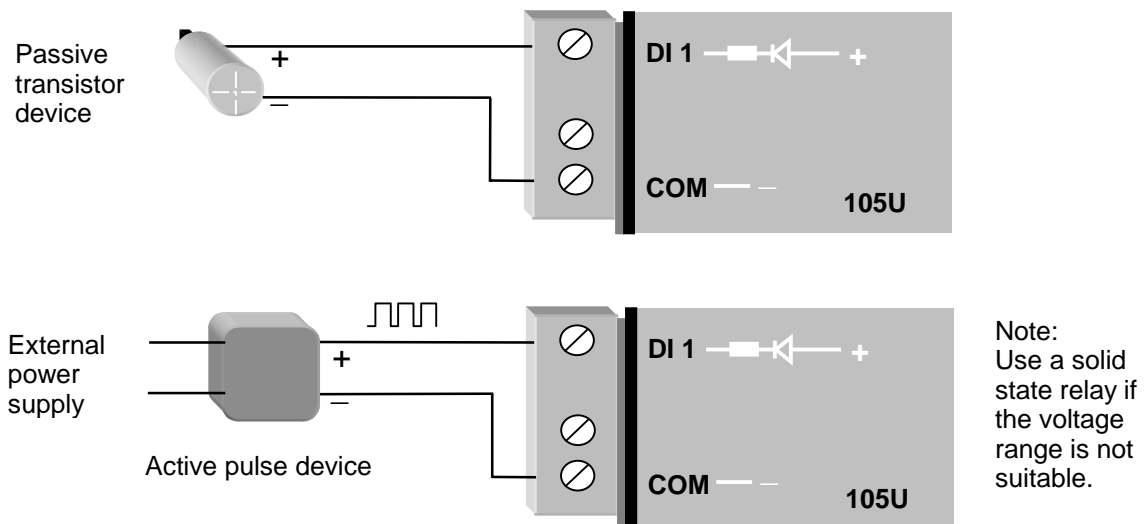 Passive
transistor
device
+
–
DI 1
+
COM
–
105U
External
power
supply
+
–
Active pulse device
DI 1
+
COM
–
105U
Note:
Use a solid
state relay if
the voltage
range is not
suitable.